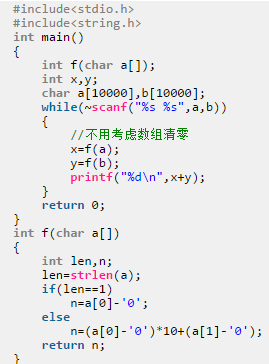 #include<stdio.h>
#include<string.h>
int main()
{
    int f(char a[]);
    int x,y;
    char a[10000],b[10000];
    while(~scanf("%s %s",a,b))
    {
        //不用考虑数组清零
        x=f(a);
        y=f(b);
        printf("%d\n",x+y);
    }
    return 0;
}
int f(char a[])
{
    int len,n;
    len=strlen(a);
    if(len==1)
        n=a[0]-'0';
    else
        n=(a[0]-'0')*10+(a[1]-'0');
    return n;
}